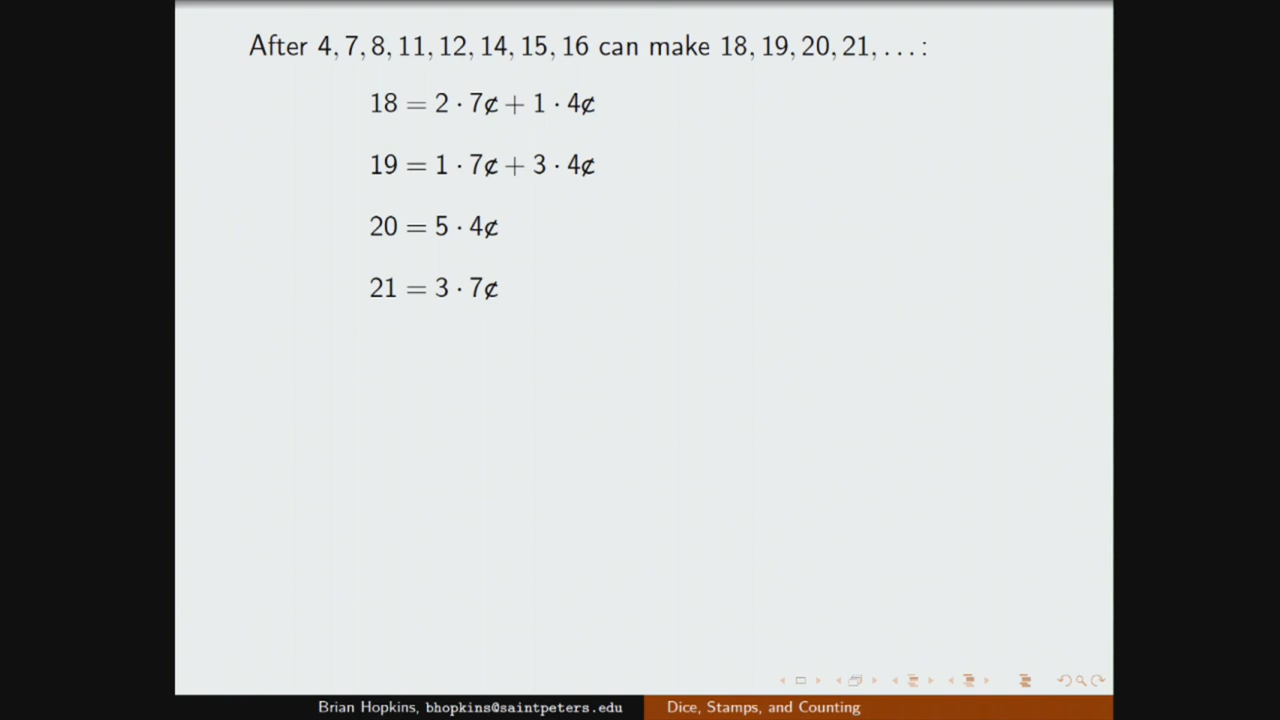 After 4, 7, 8, 11, 12, 14, 15, 16 can make 18, 19, 20, 21, . . . :
18 = 2 · 7¢ + 1 · 4¢
19 = 1 · 7¢ + 3 · 4¢
20 = 5 · 4¢
21 = 3 · 7¢
Brian Hopkins, bhopkins@saintpeters.edu
Dice, Stamps, and Counting